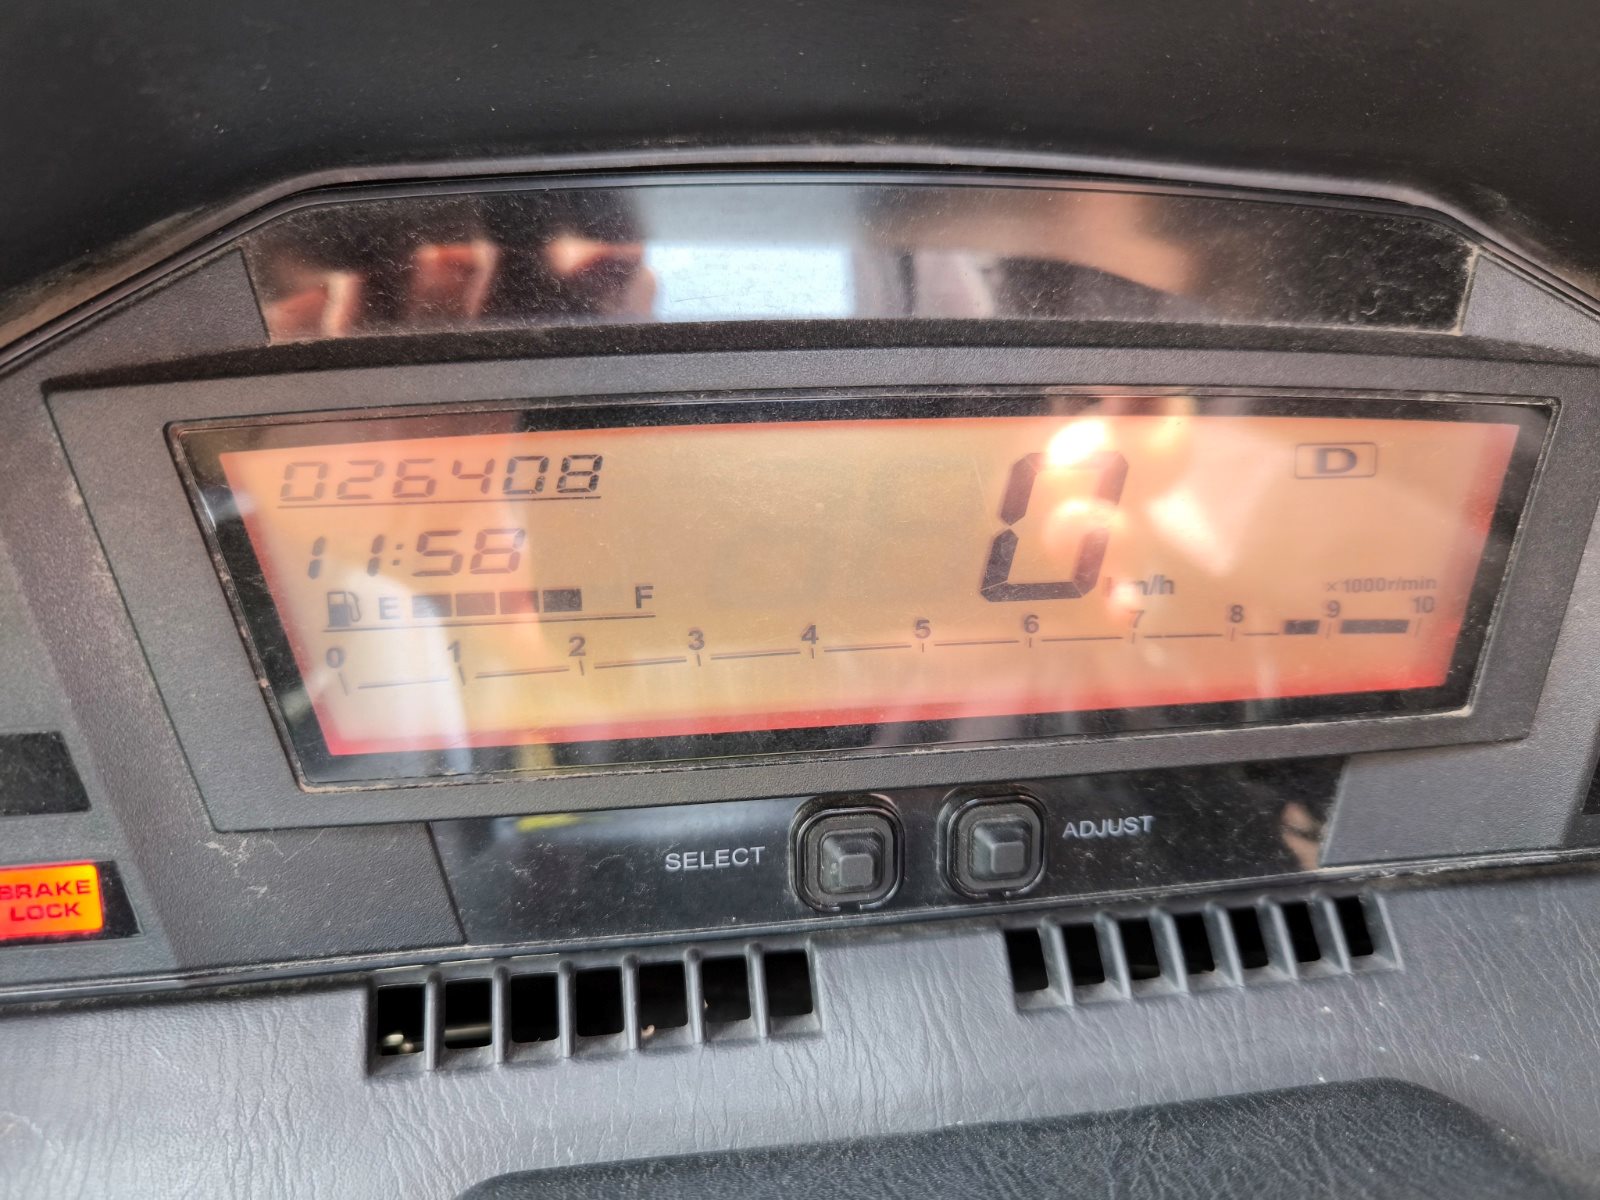 026408
D
0
km/h
11:58
E F
×1000r/min
0 1 2 3 4 5 6 7 8 9 10
SELECT
ADJUST
BRAKE
LOCK